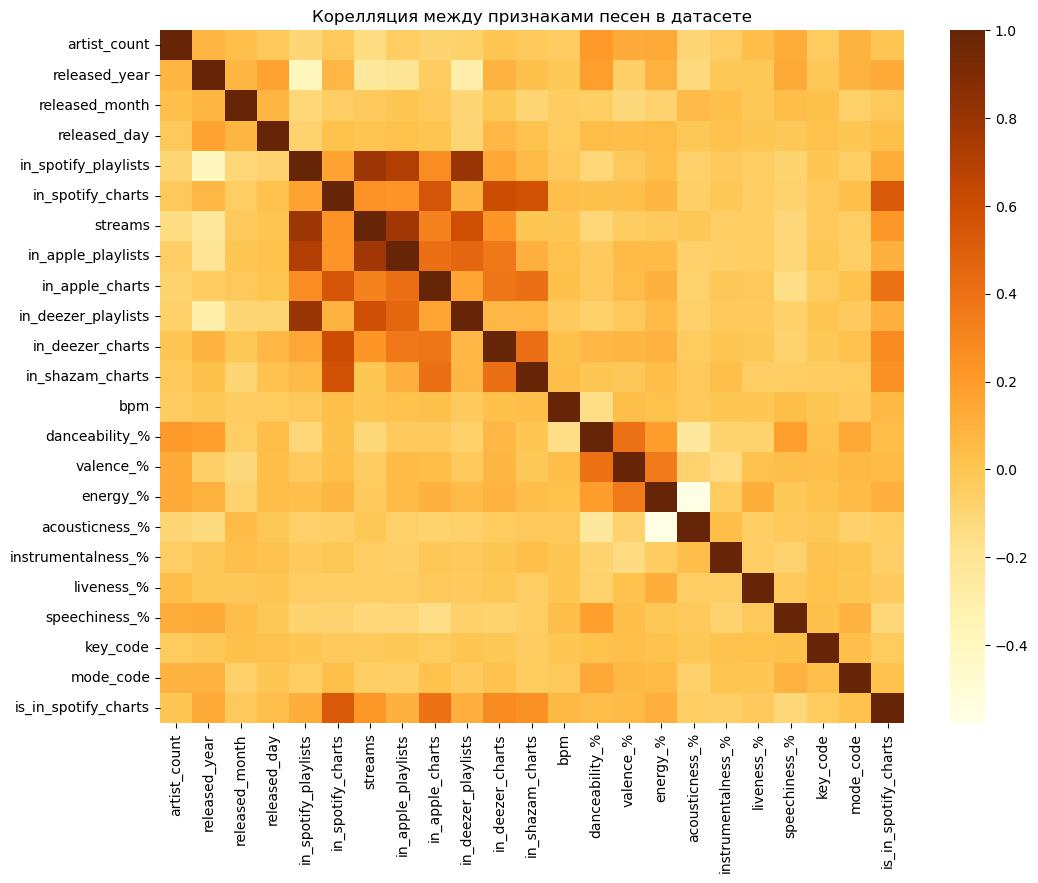 Корелляция между признаками песен в датасете
artist_count
released_year
released_month
released_day
in_spotify_playlists
in_spotify_charts
streams
in_apple_playlists
in_apple_charts
in_deezer_playlists
in_deezer_charts
in_shazam_charts
bpm
danceability_%
valence_%
energy_%
acousticness_%
instrumentalness_%
liveness_%
speechiness_%
key_code
mode_code
is_in_spotify_charts
artist_count
released_year
released_month
released_day
in_spotify_playlists
in_spotify_charts
streams
in_apple_playlists
in_apple_charts
in_deezer_playlists
in_deezer_charts
in_shazam_charts
bpm
danceability_%
valence_%
energy_%
acousticness_%
instrumentalness_%
liveness_%
speechiness_%
key_code
mode_code
is_in_spotify_charts
1.0
0.8
0.6
0.4
0.2
0.0
−0.2
−0.4